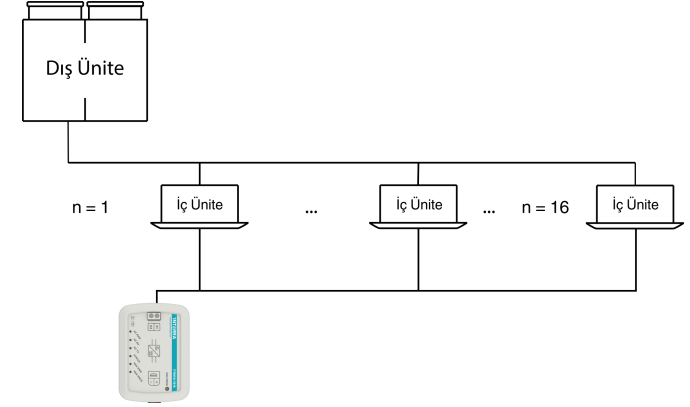 Dış Ünite
n = 1
İç Ünite
...
İç Ünite
...
n = 16
İç Ünite